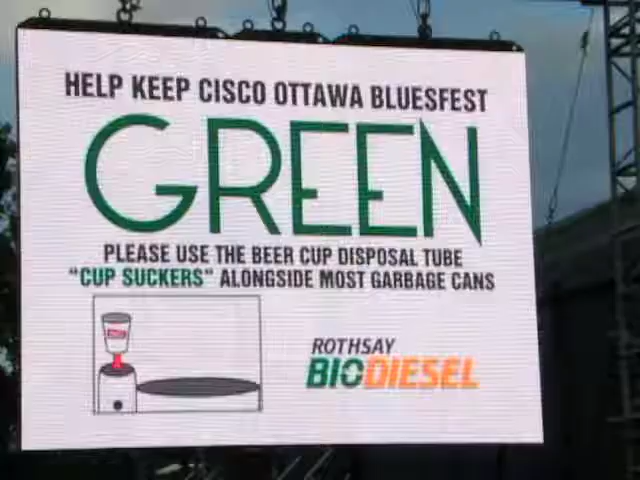 HELP KEEP CISCO OTTAWA BLUESFEST
GREEN
PLEASE USE THE BEER CUP DISPOSAL TUBE
"CUP SUCKERS" ALONGSIDE MOST GARBAGE CANS
ROTHSAY
BIODIESEL